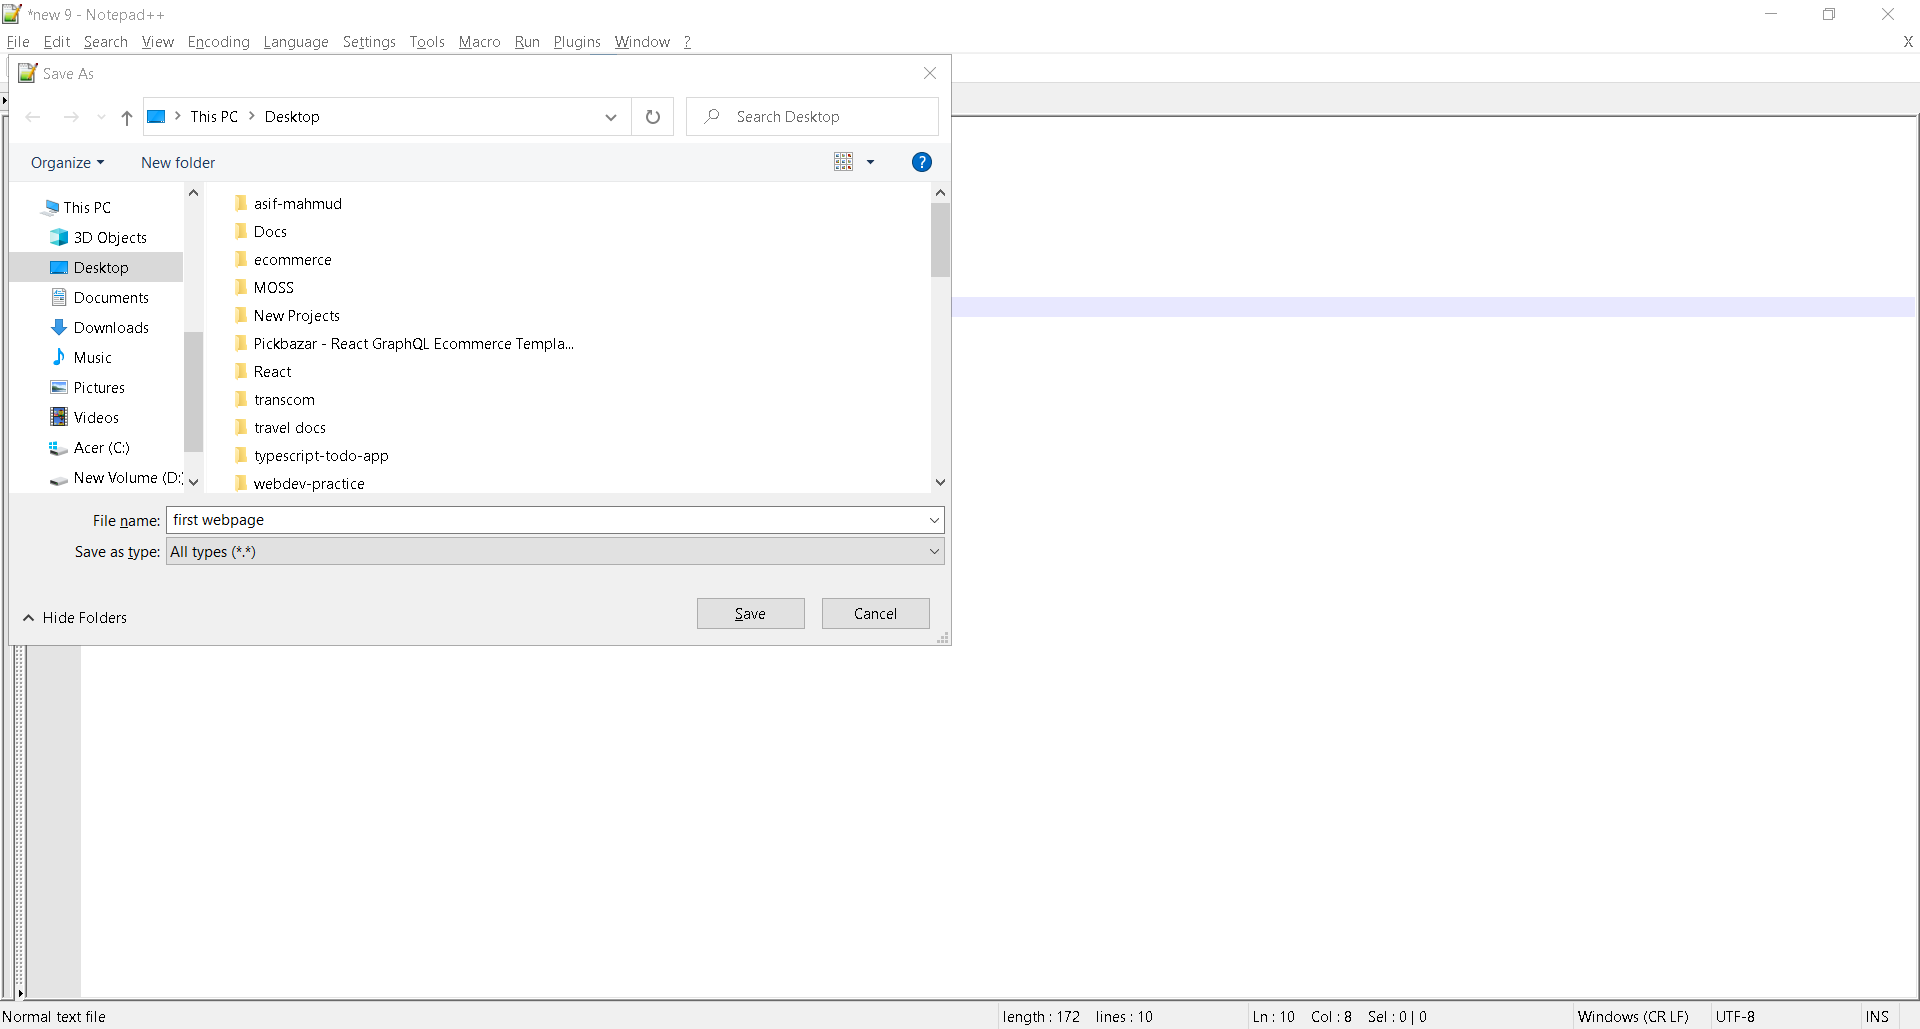 *new 9 - Notepad++
File Edit Search View Encoding Language Settings Tools Macro Run Plugins Window ? X
Save As
This PC > Desktop
Search Desktop
Organize New folder ?
This PC
3D Objects
Desktop
Documents
Downloads
Music
Pictures
Videos
Acer (C:)
New Volume (D:
asif-mahmud
Docs
ecommerce
MOSS
New Projects
Pickbazar - React GraphQL Ecommerce Templa...
React
transcom
travel docs
typescript-todo-app
webdev-practice
File name: first webpage
Save as type: All types (*.*)
Hide Folders Save Cancel
Normal text file length : 172 lines : 10 Ln : 10 Col : 8 Sel : 0 | 0 Windows (CR LF) UTF-8 INS